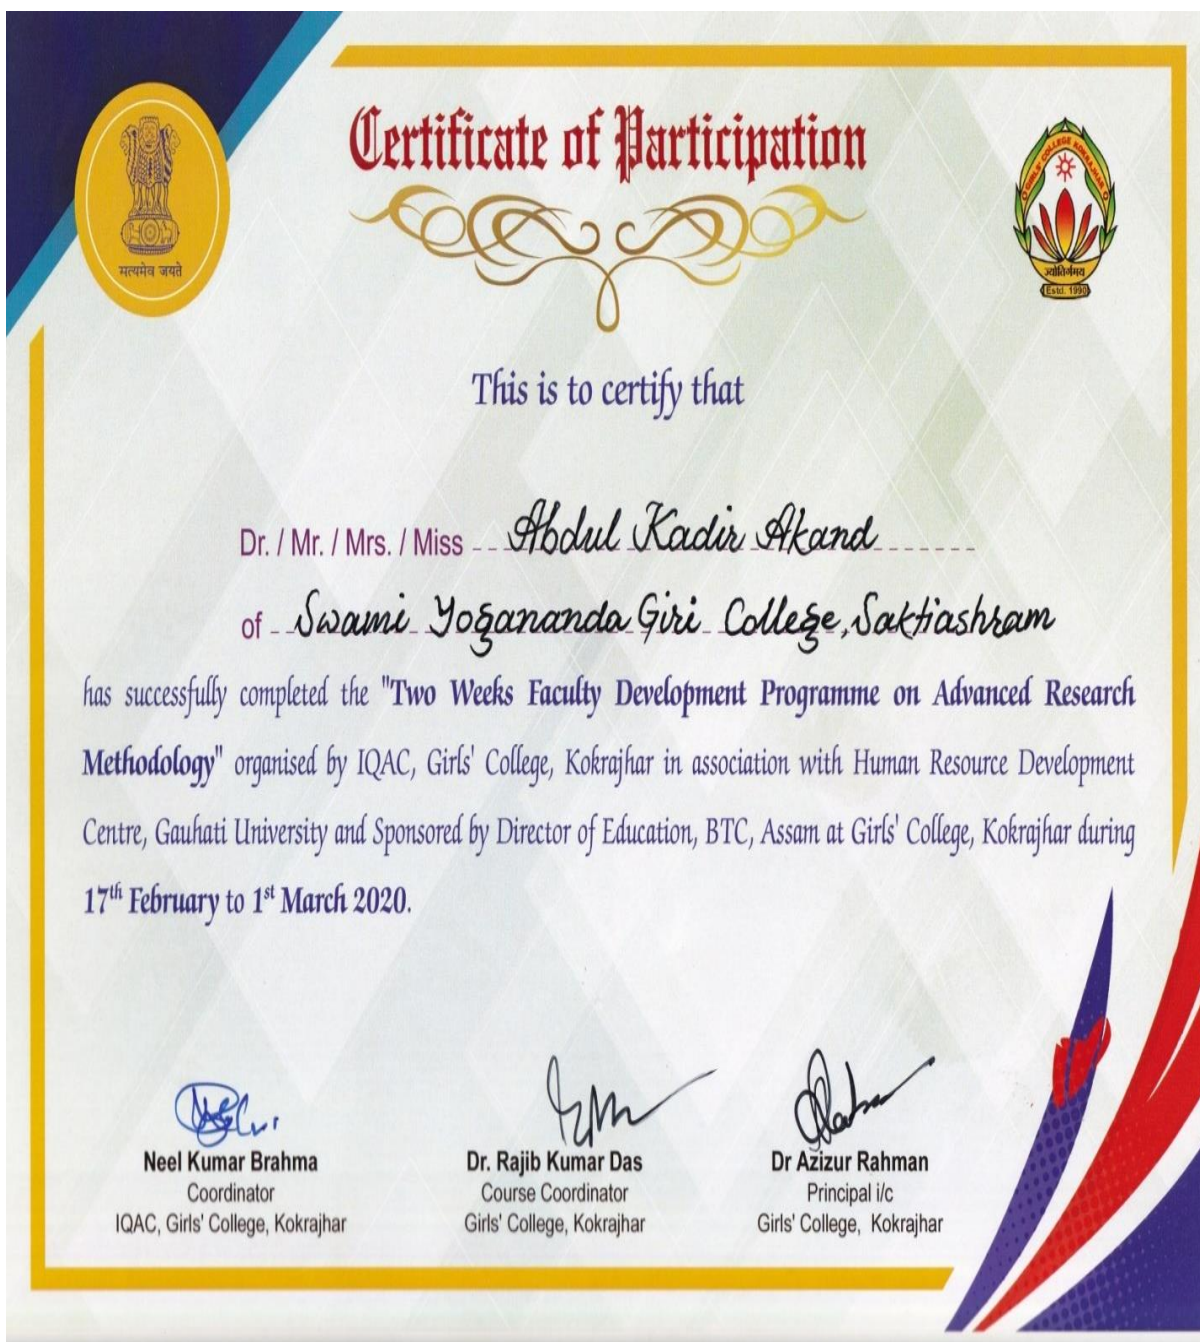 Certificate of Participation
सत्यमेव जयते
GIRLS' COLLEGE KOKRAJHAR
ज्योतिर्गमय
Estd. 1990
This is to certify that
Dr. / Mr. / Mrs. / Miss Abdul Kadir Akand
of Swami Yogananda Giri College, Saktiashram
has successfully completed the "Two Weeks Faculty Development Programme on Advanced Research
Methodology" organised by IQAC, Girls' College, Kokrajhar in association with Human Resource Development
Centre, Gauhati University and Sponsored by Director of Education, BTC, Assam at Girls' College, Kokrajhar during
17th February to 1st March 2020.
Neel Kumar Brahma
Coordinator
IQAC, Girls' College, Kokrajhar
Dr. Rajib Kumar Das
Course Coordinator
Girls' College, Kokrajhar
Dr Azizur Rahman
Principal i/c
Girls' College, Kokrajhar